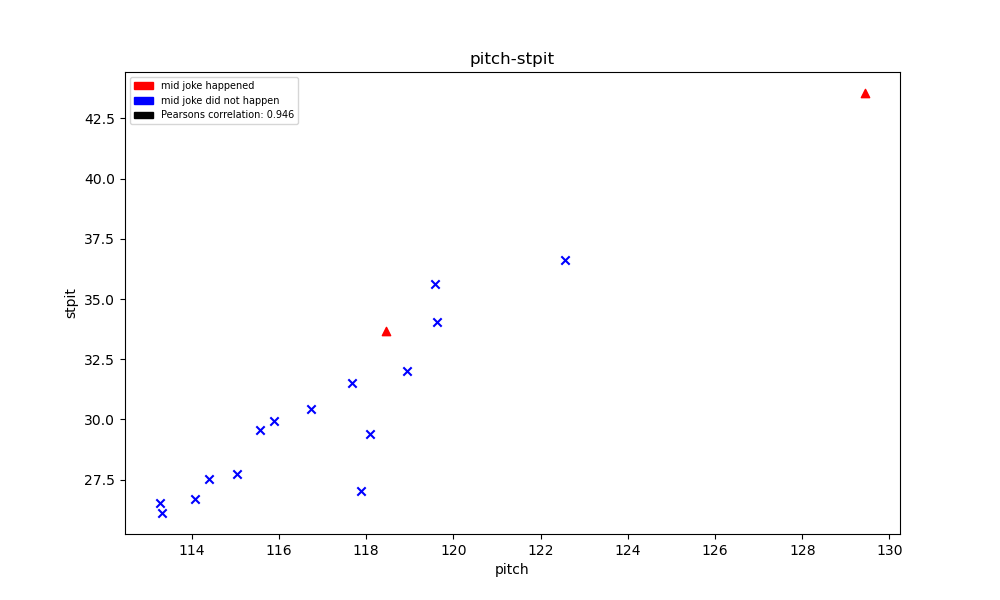 pitch-stpit
mid joke happened
mid joke did not happen
Pearsons correlation: 0.946
42.5
40.0
37.5
35.0
32.5
30.0
27.5
stpit
114 116 118 120 122 124 126 128 130
pitch